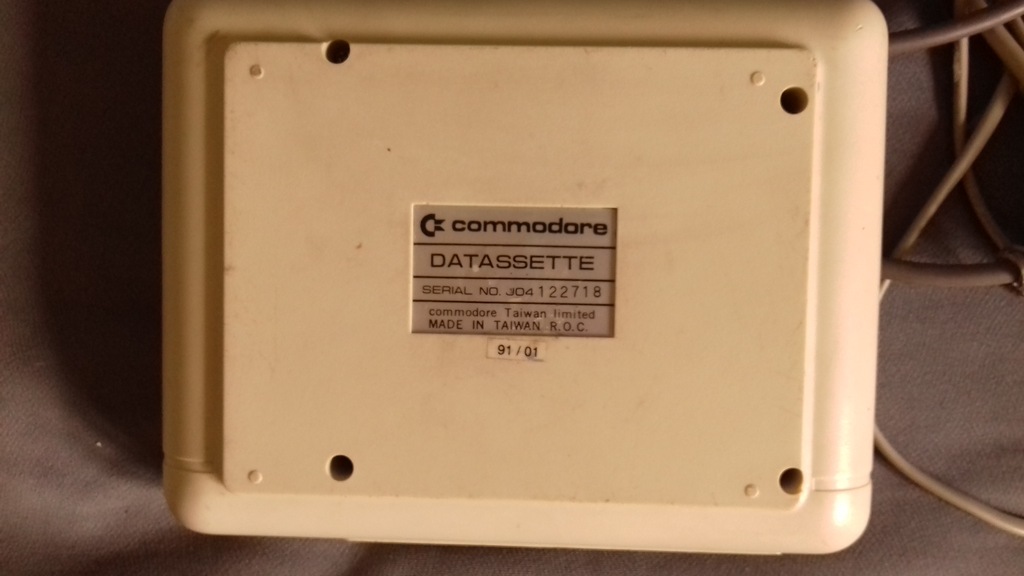 commodore
DATASSETTE
SERIAL NO. J04122718
commodore Taiwan limited
MADE IN TAIWAN R.O.C.
91/01